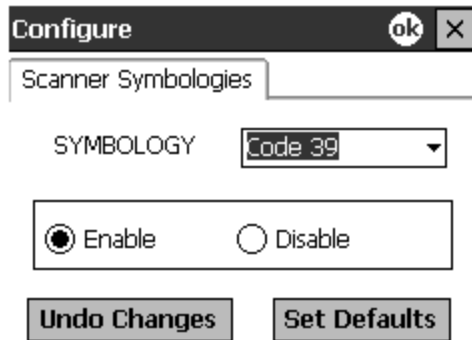 Configure ok ×
Scanner Symbologies
SYMBOLOGY Code 39
Enable Disable
Undo Changes Set Defaults